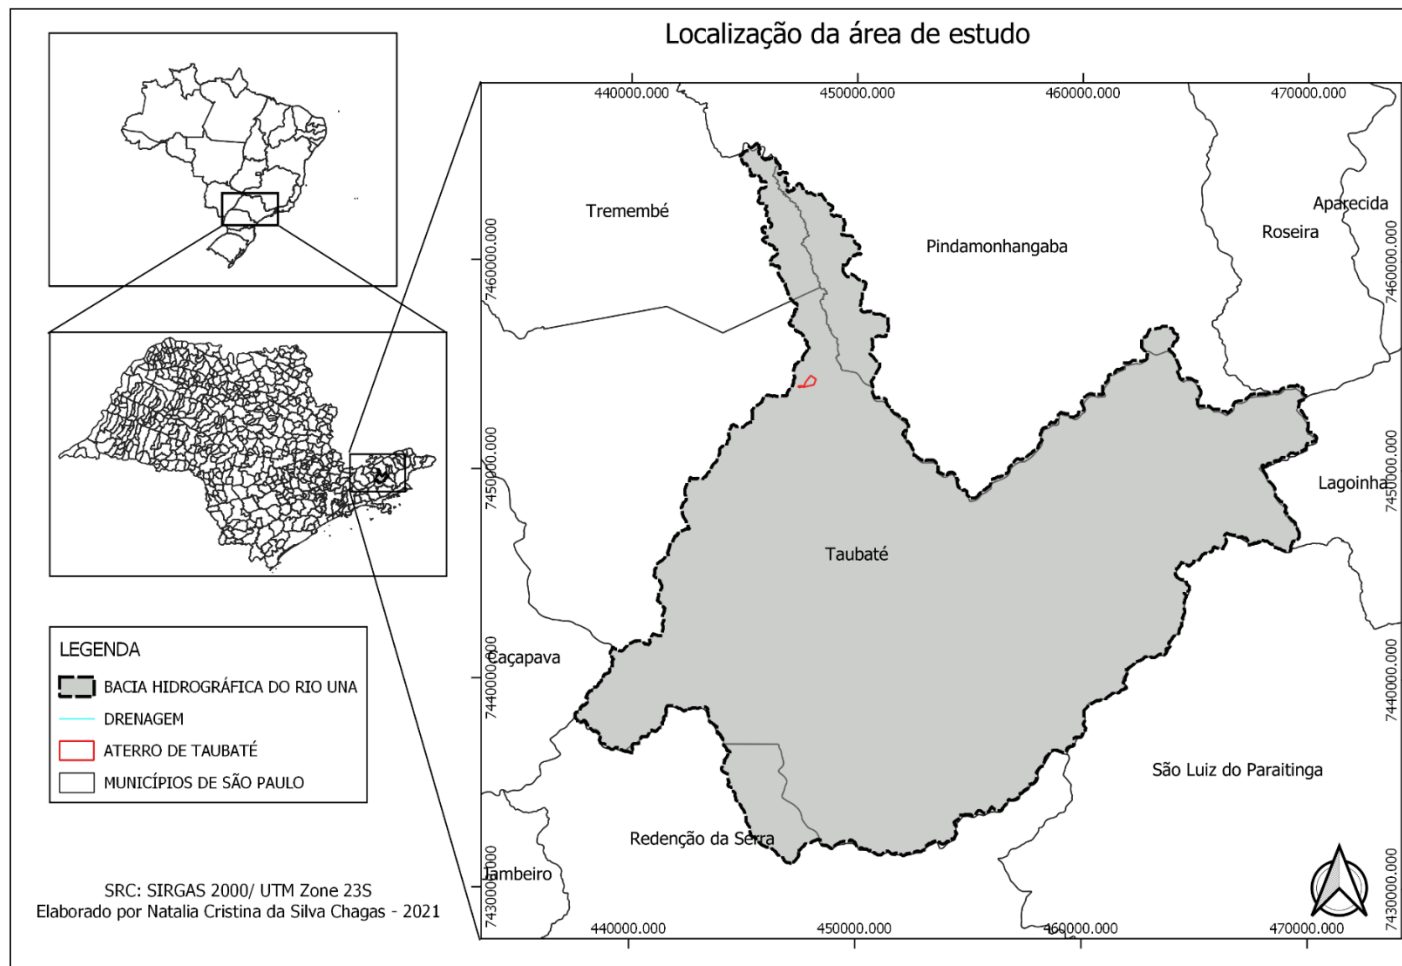 Localização da área de estudo
440000.000
450000.000
460000.000
470000.000
Tremembé
Pindamonhangaba
Roseira
Aparecida
7460000.000
7460000.000
7450000.000
7450000.000
Lagoinha
Taubaté
Caçapava
7440000.000
7440000.000
São Luiz do Paraitinga
Redenção da Serra
Jambeiro
7430000.000
7430000.000
440000.000
450000.000
460000.000
470000.000
LEGENDA
BACIA HIDROGRÁFICA DO RIO UNA
DRENAGEM
ATERRO DE TAUBATÉ
MUNICÍPIOS DE SÃO PAULO
SRC: SIRGAS 2000/ UTM Zone 23S
Elaborado por Natalia Cristina da Silva Chagas - 2021